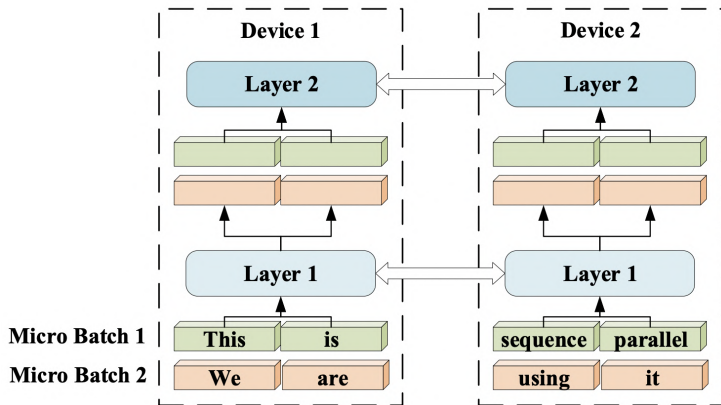 Device 1
Device 2
Layer 2
Layer 2
Layer 1
Layer 1
Micro Batch 1 This is sequence parallel
Micro Batch 2 We are using it